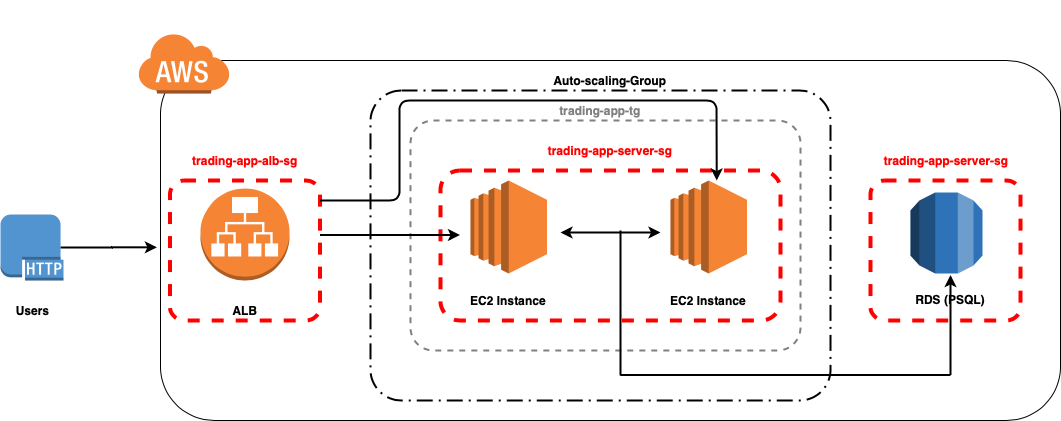 AWS
Auto-scaling-Group
trading-app-tg
trading-app-alb-sg
trading-app-server-sg
trading-app-server-sg
HTTP
Users
ALB
EC2 Instance
EC2 Instance
RDS (PSQL)